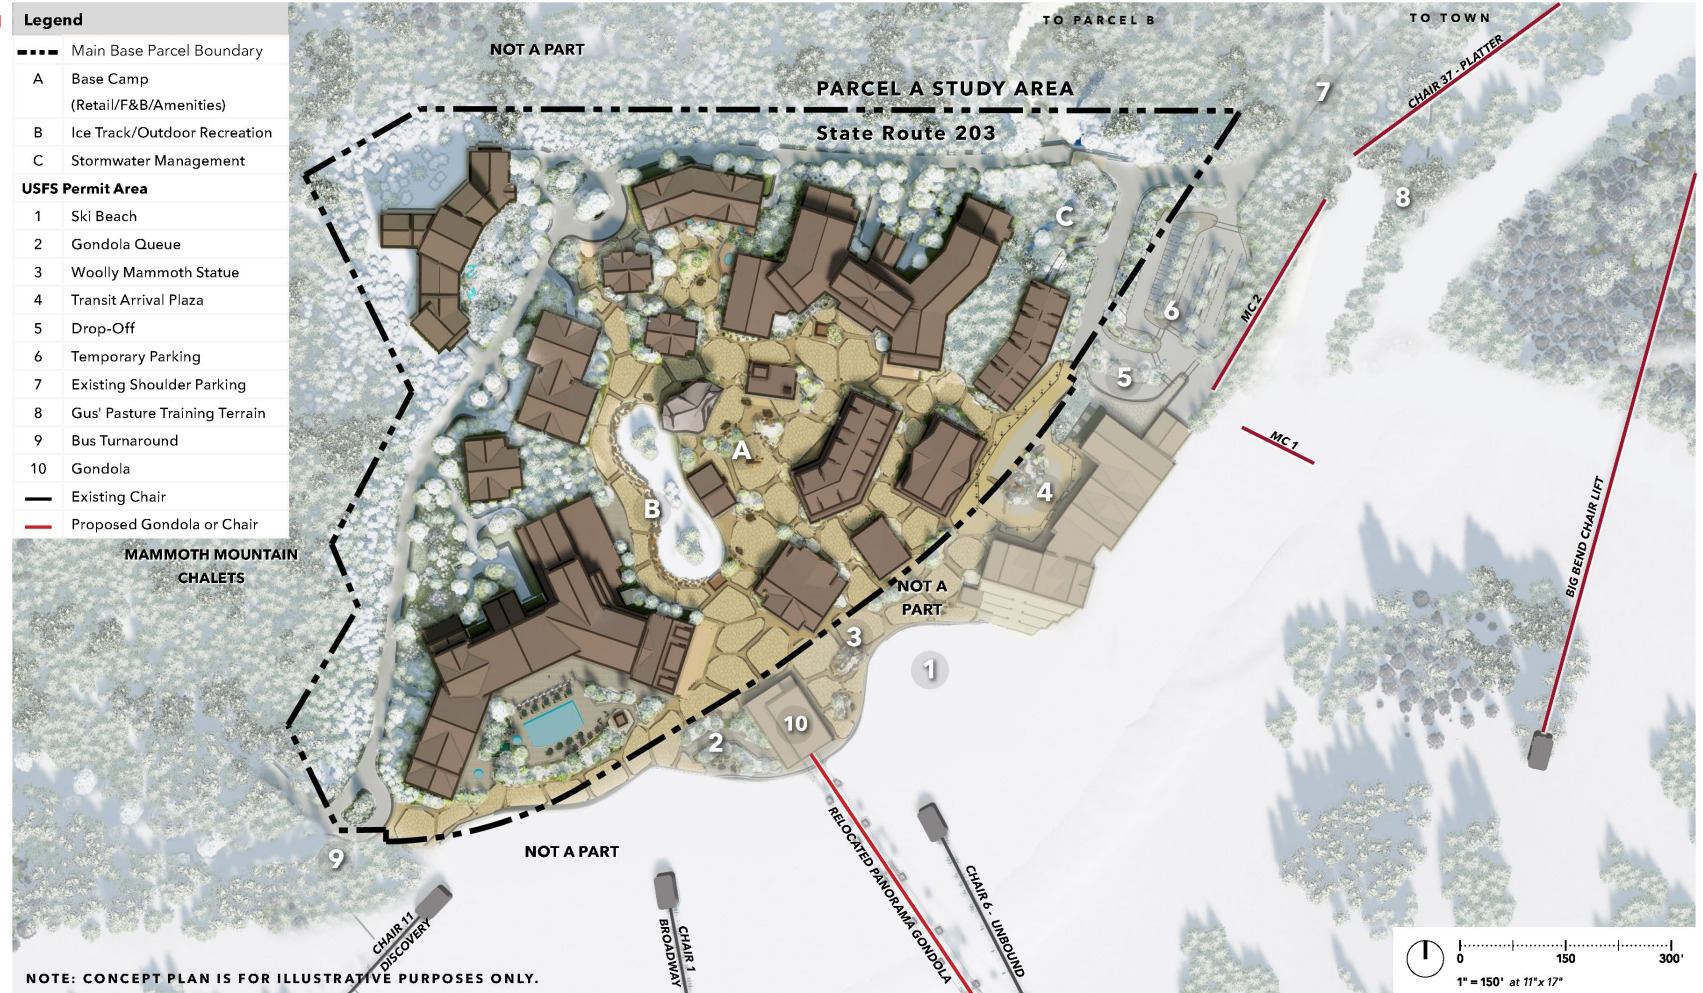 Legend
Main Base Parcel Boundary
A Base Camp
(Retail/F&B/Amenities)
B Ice Track/Outdoor Recreation
C Stormwater Management
USFS Permit Area
1 Ski Beach
2 Gondola Queue
3 Woolly Mammoth Statue
4 Transit Arrival Plaza
5 Drop-Off
6 Temporary Parking
7 Existing Shoulder Parking
8 Gus' Pasture Training Terrain
9 Bus Turnaround
10 Gondola
Existing Chair
Proposed Gondola or Chair
TO PARCEL B
TO TOWN
NOT A PART
PARCEL A STUDY AREA
State Route 203
CHAIR 37 - PLATTER
7
8
C
6
MC 2
5
MC 1
A
B
4
BIG BEND CHAIR LIFT
MAMMOTH MOUNTAIN
CHALETS
NOT A
PART
3
1
10
2
NOT A PART
9
CHAIR 11
DISCOVERY
CHAIR 1
BROADWAY
RELOCATED PANORAMA GONDOLA
CHAIR 6 - UNBOUND
NOTE: CONCEPT PLAN IS FOR ILLUSTRATIVE PURPOSES ONLY.
0 150 300'
1" = 150' at 11"x 17"